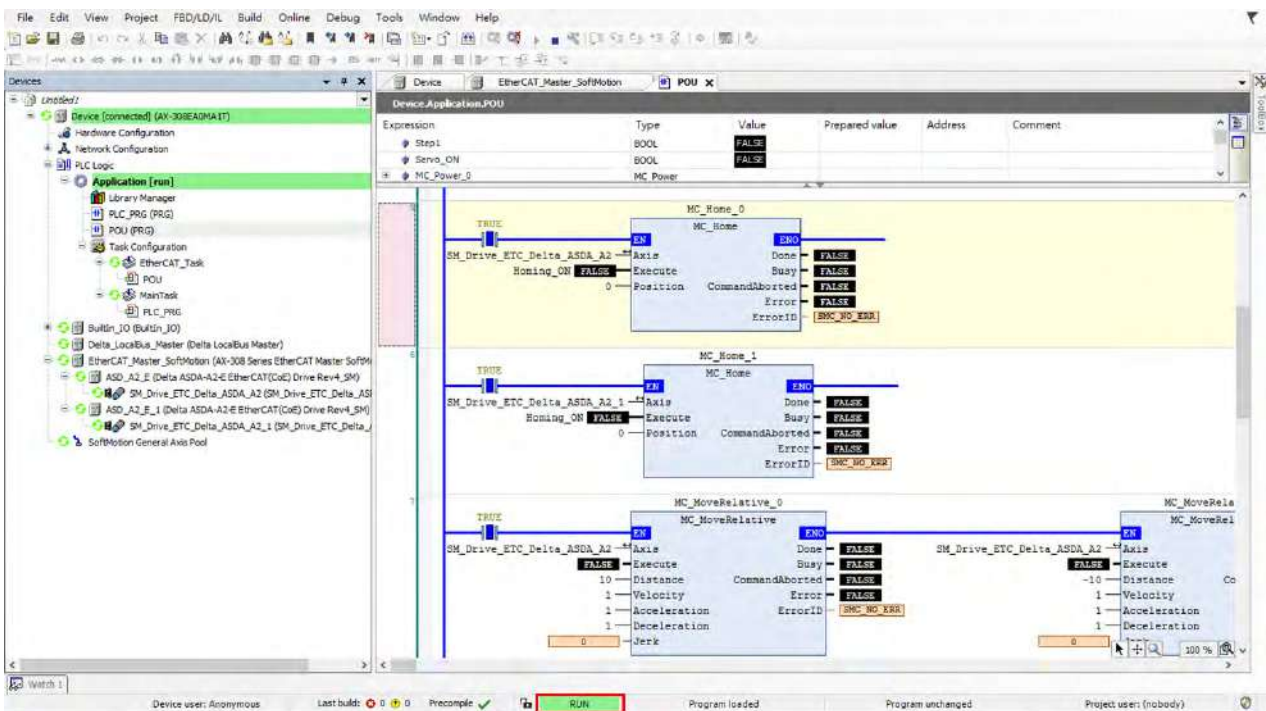 File Edit View Project FBD/LD/IL Build Online Debug Tools Window Help
Devices
Untitled1
Device [connected] (AX-308EA0MA1T)
Hardware Configuration
Network Configuration
PLC Logic
Application [run]
Library Manager
PLC_PRG (PRG)
POU (PRG)
Task Configuration
EtherCAT_Task
POU
MainTask
PLC_PRG
BuiltIn_IO (BuiltIn_IO)
Delta_LocalBus_Master (Delta LocalBus Master)
EtherCAT_Master_SoftMotion (AX-308 Series EtherCAT Master SoftM
ASD_A2_E (Delta ASDA-A2-E EtherCAT(CoE) Drive Rev4_SM)
SM_Drive_ETC_Delta_ASDA_A2 (SM_Drive_ETC_Delta_ASD
ASD_A2_E_1 (Delta ASDA-A2-E EtherCAT(CoE) Drive Rev4_SM)
SM_Drive_ETC_Delta_ASDA_A2_1 (SM_Drive_ETC_Delta_A
SoftMotion General Axis Pool
Device EtherCAT_Master_SoftMotion POU
ToolBox
Device.Application.POU
Expression Type Value Prepared value Address Comment
Step1 BOOL FALSE
Servo_ON BOOL FALSE
MC_Power_0 MC_Power
MC_Home_0
TRUE MC_Home
EN ENO
SM_Drive_ETC_Delta_ASDA_A2 Axis Done FALSE
Homing_ON FALSE Execute Busy FALSE
0 Position CommandAborted FALSE
Error FALSE
ErrorID SMC_NO_ERR
6
MC_Home_1
TRUE MC_Home
EN ENO
SM_Drive_ETC_Delta_ASDA_A2_1 Axis Done FALSE
Homing_ON FALSE Execute Busy FALSE
0 Position CommandAborted FALSE
Error FALSE
ErrorID SMC_NO_ERR
7
MC_MoveRelative_0 MC_MoveRela
TRUE MC_MoveRelative MC_MoveRel
EN ENO EN
SM_Drive_ETC_Delta_ASDA_A2 Axis Done FALSE SM_Drive_ETC_Delta_ASDA_A2 Axis
FALSE Execute Busy FALSE FALSE Execute
10 Distance CommandAborted FALSE -10 Distance Co
1 Velocity Error FALSE 1 Velocity
1 Acceleration ErrorID SMC_NO_ERR 1 Acceleration
1 Deceleration 1 Deceleration
0 Jerk 0
100 %
Watch 1
Device user: Anonymous Last build: 0 0 Precompile RUN Program loaded Program unchanged Project user: (nobody)